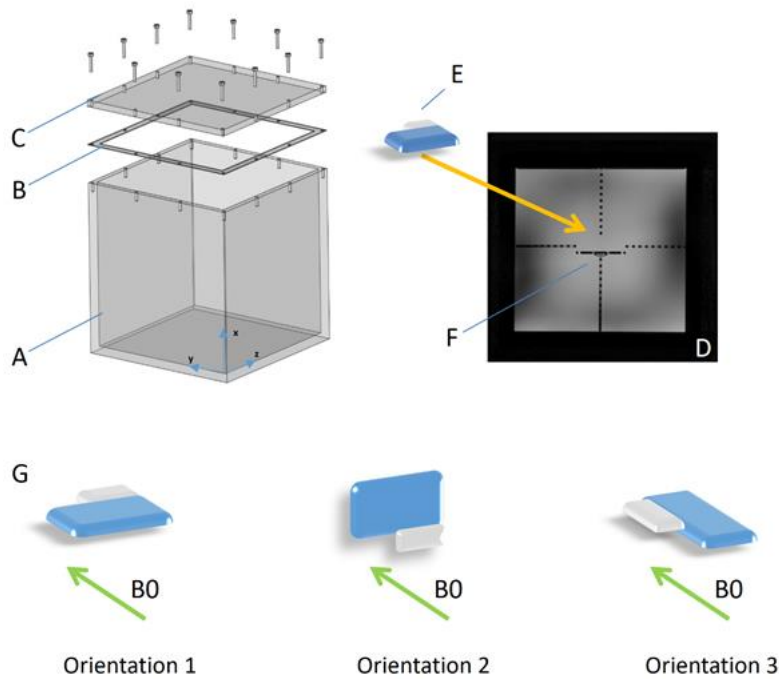 E
C
B
x
A
y
z
F
D
G
B0
B0
B0
Orientation 1
Orientation 2
Orientation 3